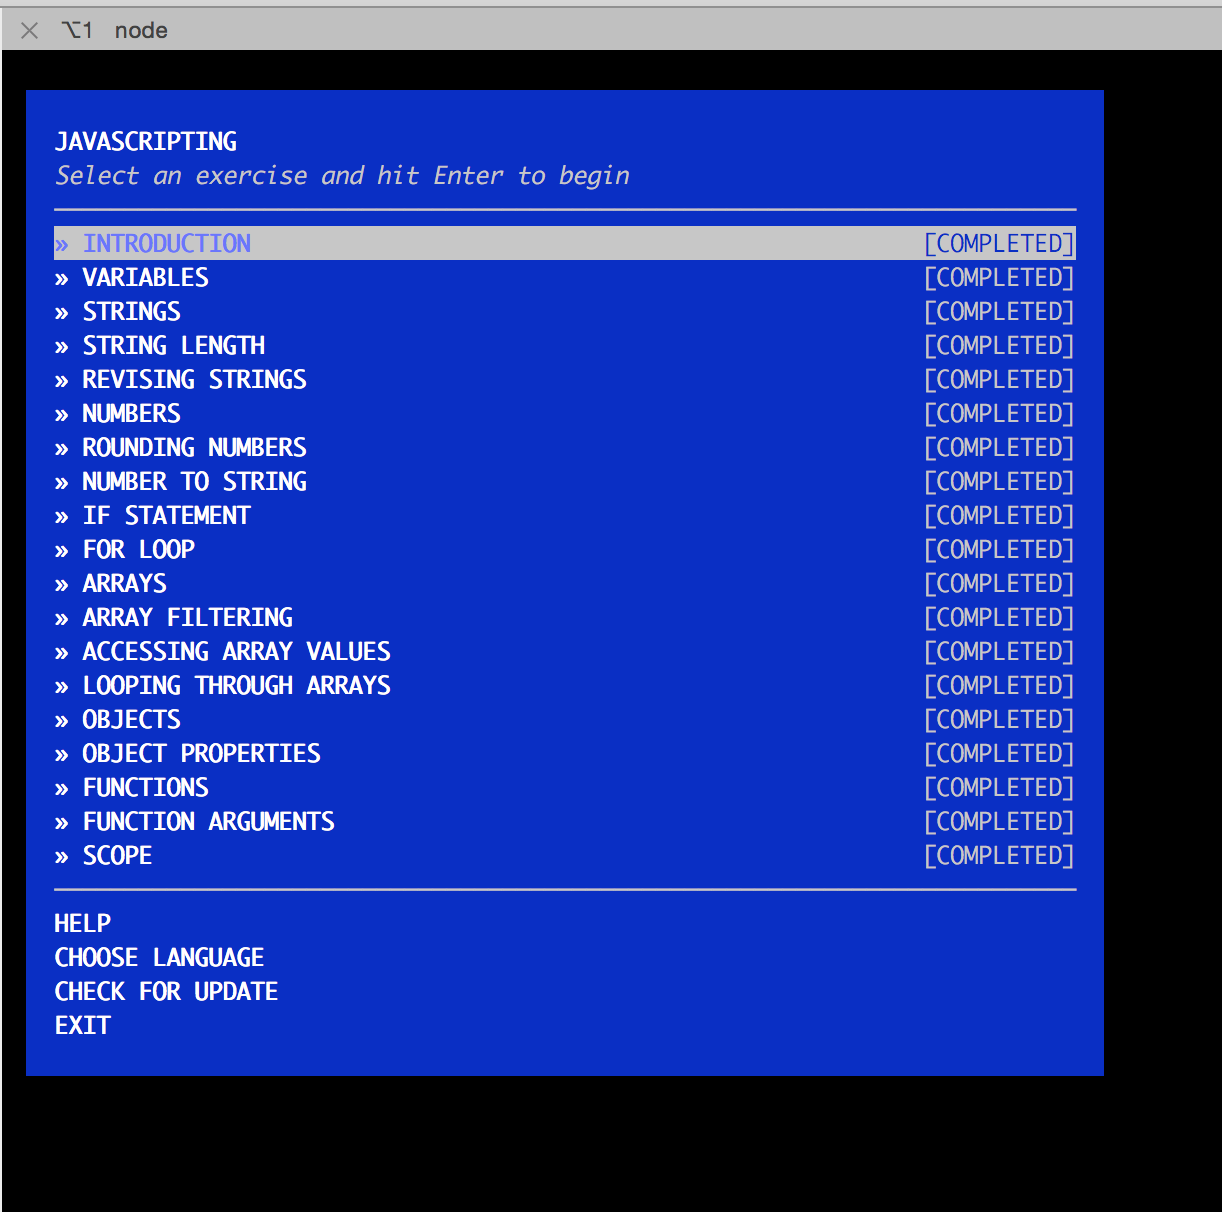 ⌥1 node
JAVASCRIPTING
Select an exercise and hit Enter to begin
» INTRODUCTION [COMPLETED]
» VARIABLES [COMPLETED]
» STRINGS [COMPLETED]
» STRING LENGTH [COMPLETED]
» REVISING STRINGS [COMPLETED]
» NUMBERS [COMPLETED]
» ROUNDING NUMBERS [COMPLETED]
» NUMBER TO STRING [COMPLETED]
» IF STATEMENT [COMPLETED]
» FOR LOOP [COMPLETED]
» ARRAYS [COMPLETED]
» ARRAY FILTERING [COMPLETED]
» ACCESSING ARRAY VALUES [COMPLETED]
» LOOPING THROUGH ARRAYS [COMPLETED]
» OBJECTS [COMPLETED]
» OBJECT PROPERTIES [COMPLETED]
» FUNCTIONS [COMPLETED]
» FUNCTION ARGUMENTS [COMPLETED]
» SCOPE [COMPLETED]
HELP
CHOOSE LANGUAGE
CHECK FOR UPDATE
EXIT